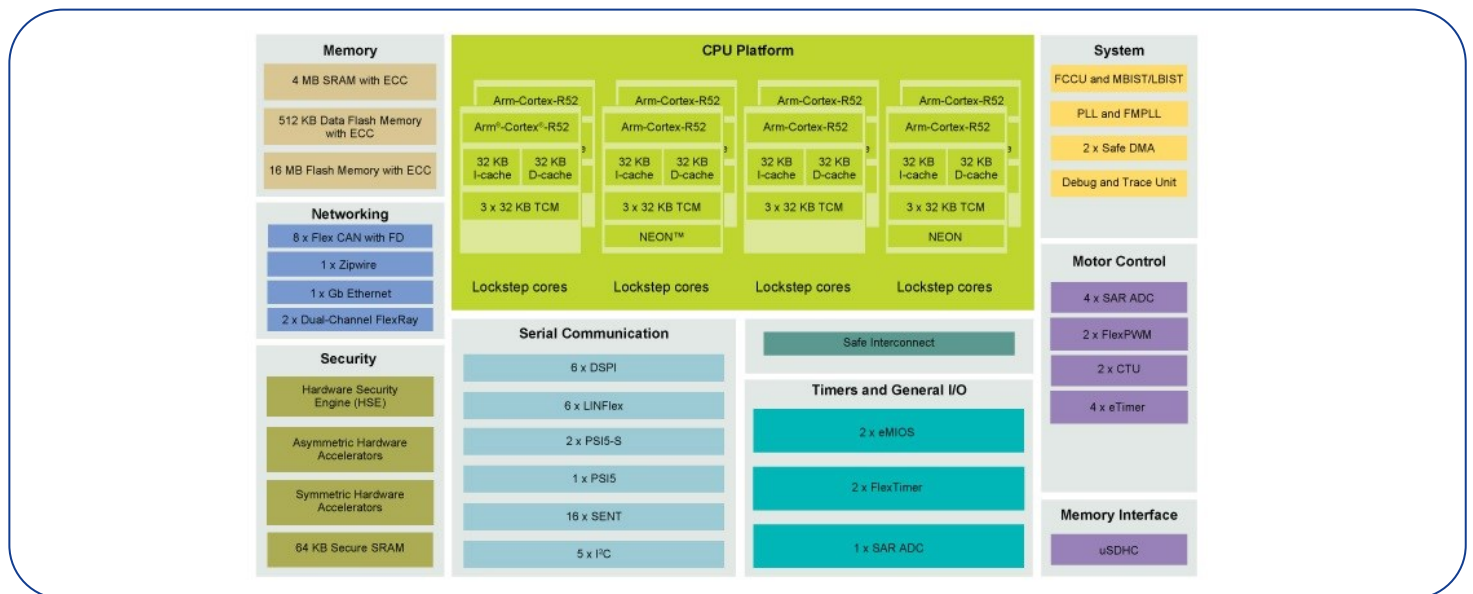 Memory
4 MB SRAM with ECC
512 KB Data Flash Memory
with ECC
16 MB Flash Memory with ECC
Networking
8 x Flex CAN with FD
1 x Zipwire
1 x Gb Ethernet
2 x Dual-Channel FlexRay
Security
Hardware Security
Engine (HSE)
Asymmetric Hardware
Accelerators
Symmetric Hardware
Accelerators
64 KB Secure SRAM
CPU Platform
Arm-Cortex-R52
Arm®-Cortex®-R52
32 KB
I-cache
32 KB
D-cache
3 x 32 KB TCM
Lockstep cores
Arm-Cortex-R52
Arm-Cortex-R52
32 KB
I-cache
32 KB
D-cache
3 x 32 KB TCM
NEON™
Lockstep cores
Arm-Cortex-R52
Arm-Cortex-R52
32 KB
I-cache
32 KB
D-cache
3 x 32 KB TCM
Lockstep cores
Arm-Cortex-R52
Arm-Cortex-R52
32 KB
I-cache
32 KB
D-cache
3 x 32 KB TCM
NEON
Lockstep cores
Serial Communication
6 x DSPI
6 x LINFlex
2 x PSI5-S
1 x PSI5
16 x SENT
5 x I²C
Safe Interconnect
Timers and General I/O
2 x eMIOS
2 x FlexTimer
1 x SAR ADC
System
FCCU and MBIST/LBIST
PLL and FMPLL
2 x Safe DMA
Debug and Trace Unit
Motor Control
4 x SAR ADC
2 x FlexPWM
2 x CTU
4 x eTimer
Memory Interface
uSDHC